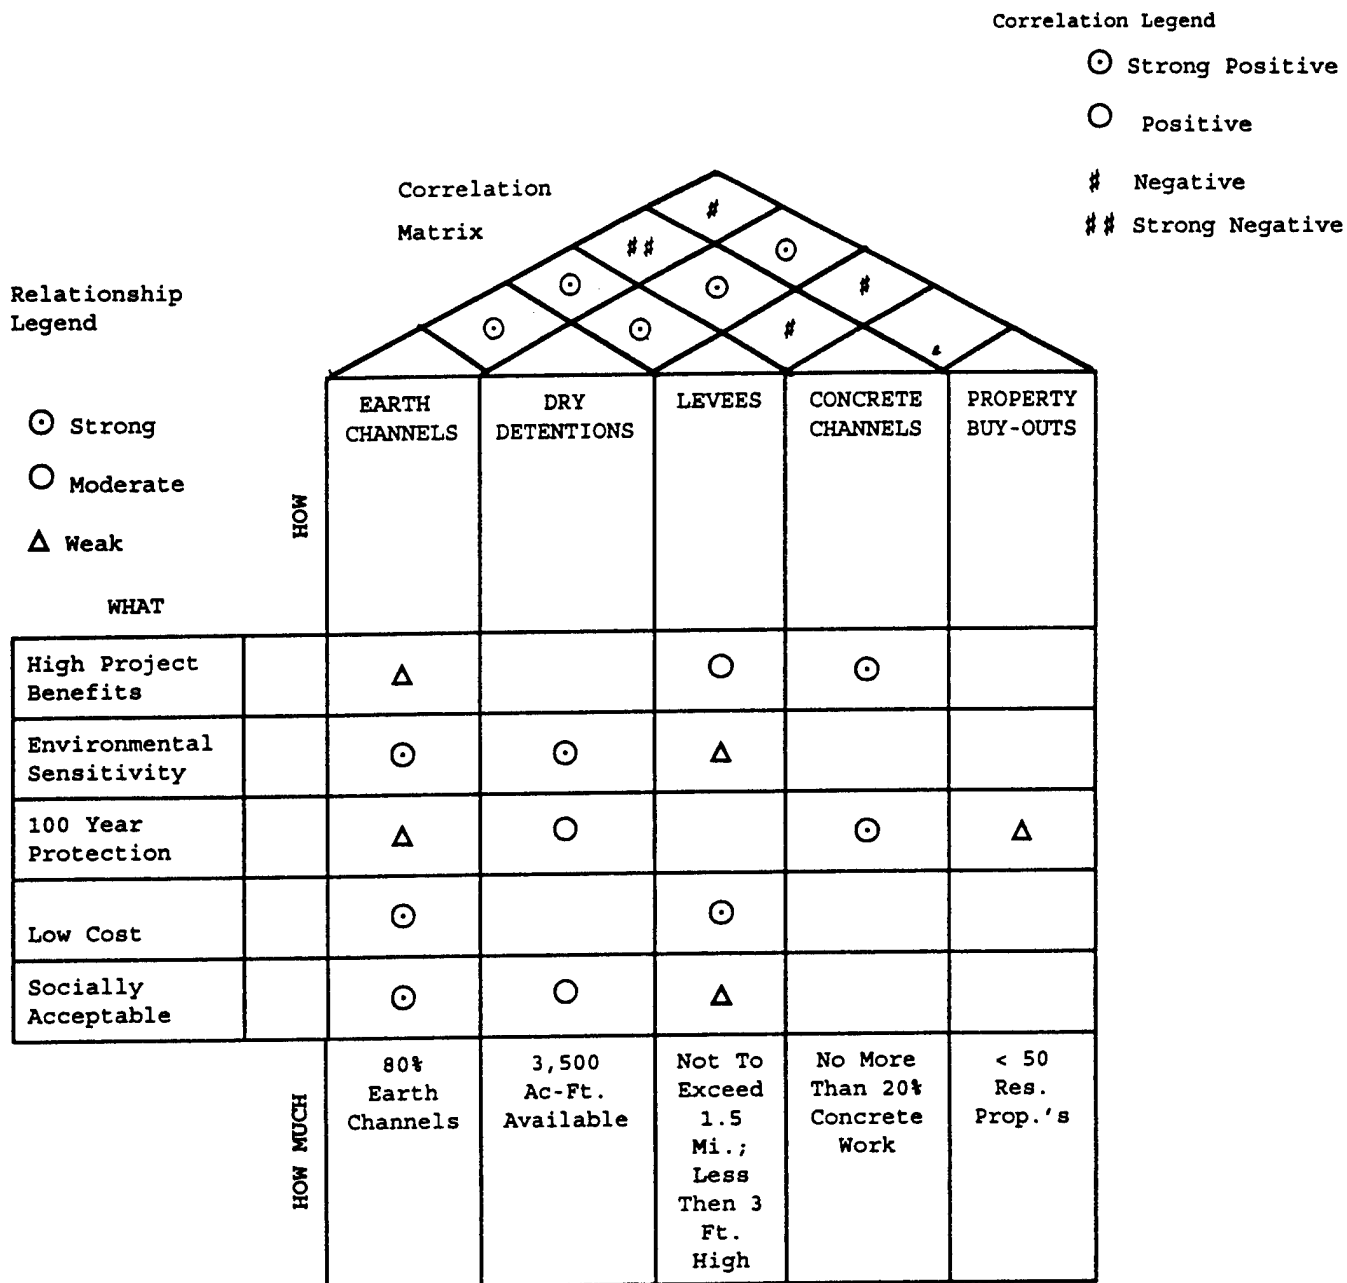 Correlation Legend
Strong Positive
Positive
# Negative
## Strong Negative
Correlation
Matrix
#
##
#
#
Relationship
Legend
Strong
Moderate
Weak
HOW
WHAT
EARTH
CHANNELS
DRY
DETENTIONS
LEVEES
CONCRETE
CHANNELS
PROPERTY
BUY-OUTS
High Project
Benefits
Environmental
Sensitivity
100 Year
Protection
Low Cost
Socially
Acceptable
HOW MUCH
80%
Earth
Channels
3,500
Ac-Ft.
Available
Not To
Exceed
1.5
Mi.;
Less
Then 3
Ft.
High
No More
Than 20%
Concrete
Work
< 50
Res.
Prop.'s